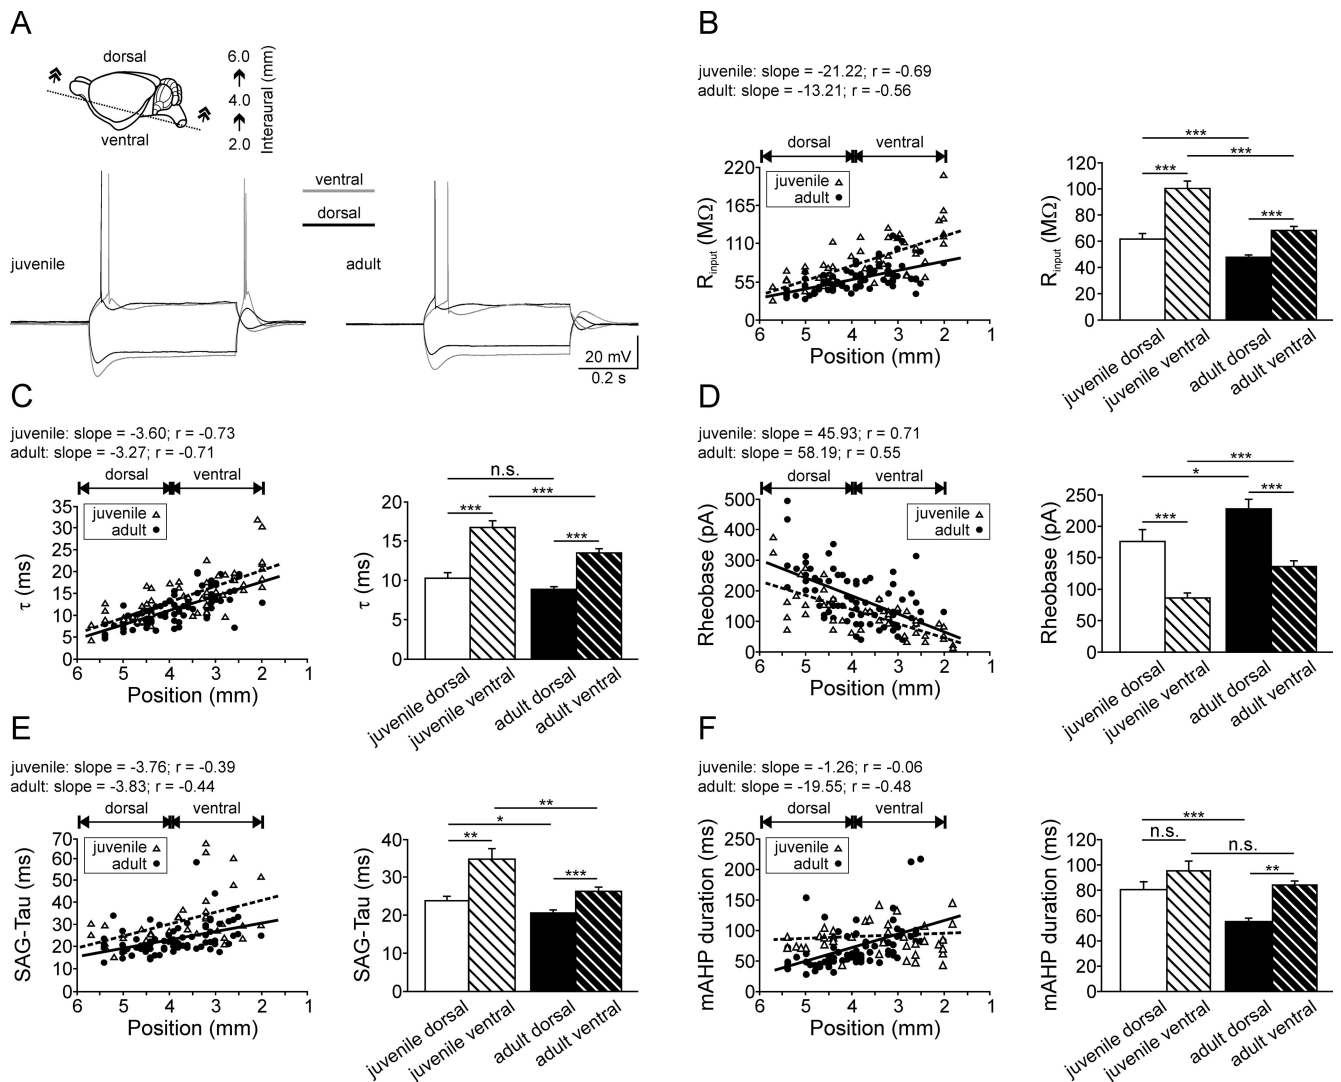 A
dorsal
ventral
6.0
4.0
2.0
Interaural (mm)
ventral
dorsal
juvenile
adult
20 mV
0.2 s
B
juvenile: slope = -21.22; r = -0.69
adult: slope = -13.21; r = -0.56
dorsal
ventral
juvenile
adult
Rinput (MΩ)
220
165
110
55
0
6 5 4 3 2 1
Position (mm)
Rinput (MΩ)
120
100
80
60
40
20
0
***
***
***
***
juvenile dorsal
juvenile ventral
adult dorsal
adult ventral
C
juvenile: slope = -3.60; r = -0.73
adult: slope = -3.27; r = -0.71
dorsal
ventral
juvenile
adult
τ (ms)
35
30
25
20
15
10
5
0
6 5 4 3 2 1
Position (mm)
τ (ms)
20
15
10
5
0
n.s.
***
***
***
juvenile dorsal
juvenile ventral
adult dorsal
adult ventral
D
juvenile: slope = 45.93; r = 0.71
adult: slope = 58.19; r = 0.55
dorsal
ventral
juvenile
adult
Rheobase (pA)
500
400
300
200
100
0
6 5 4 3 2 1
Position (mm)
Rheobase (pA)
250
200
150
100
50
0
***
*
***
***
juvenile dorsal
juvenile ventral
adult dorsal
adult ventral
E
juvenile: slope = -3.76; r = -0.39
adult: slope = -3.83; r = -0.44
dorsal
ventral
juvenile
adult
SAG-Tau (ms)
70
60
50
40
30
20
10
0
6 5 4 3 2 1
Position (mm)
SAG-Tau (ms)
40
30
20
10
0
**
*
**
***
juvenile dorsal
juvenile ventral
adult dorsal
adult ventral
F
juvenile: slope = -1.26; r = -0.06
adult: slope = -19.55; r = -0.48
dorsal
ventral
juvenile
adult
mAHP duration (ms)
250
200
150
100
50
0
6 5 4 3 2 1
Position (mm)
mAHP duration (ms)
120
100
80
60
40
20
0
***
n.s.
n.s.
**
juvenile dorsal
juvenile ventral
adult dorsal
adult ventral